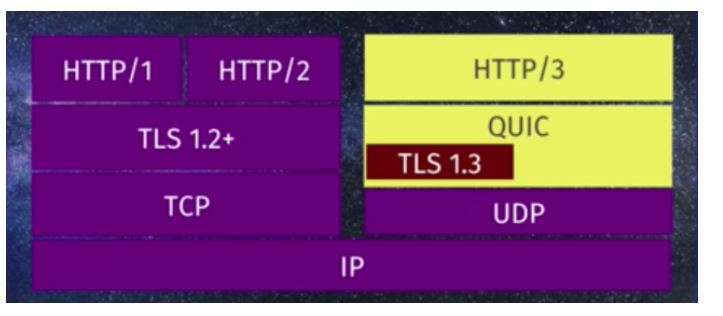 HTTP/1 HTTP/2 HTTP/3
TLS 1.2+ QUIC
TLS 1.3
TCP UDP
IP